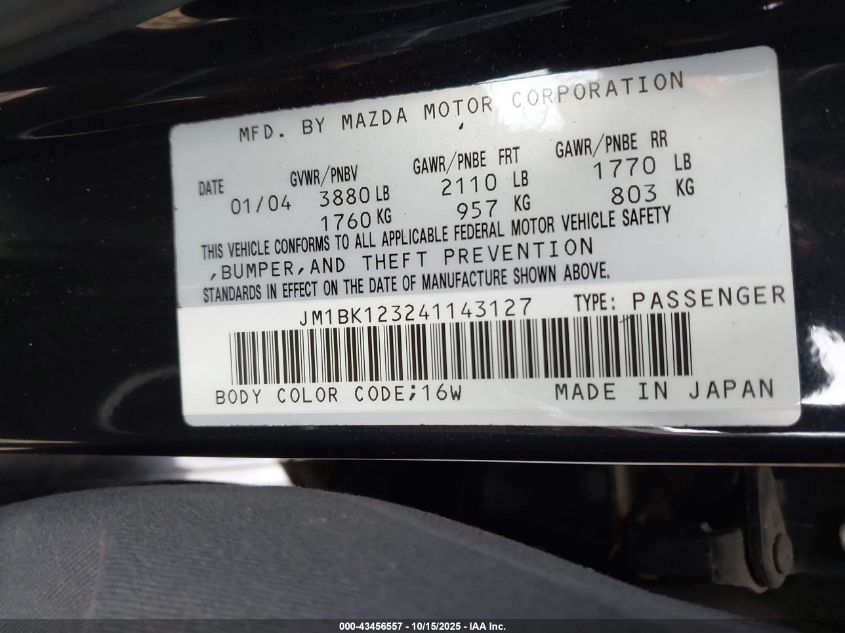 MFD. BY MAZDA MOTOR CORPORATION
DATE GVWR/PNBV GAWR/PNBE FRT GAWR/PNBE RR
01/04 3880 LB 2110 LB 1770 LB
1760 KG 957 KG 803 KG
THIS VEHICLE CONFORMS TO ALL APPLICABLE FEDERAL MOTOR VEHICLE SAFETY
,BUMPER,AND THEFT PREVENTION
STANDARDS IN EFFECT ON THE DATE OF MANUFACTURE SHOWN ABOVE.
JM1BK123241143127 TYPE: PASSENGER
BODY COLOR CODE;16W MADE IN JAPAN
000-43456557 - 10/15/2025 - IAA Inc.